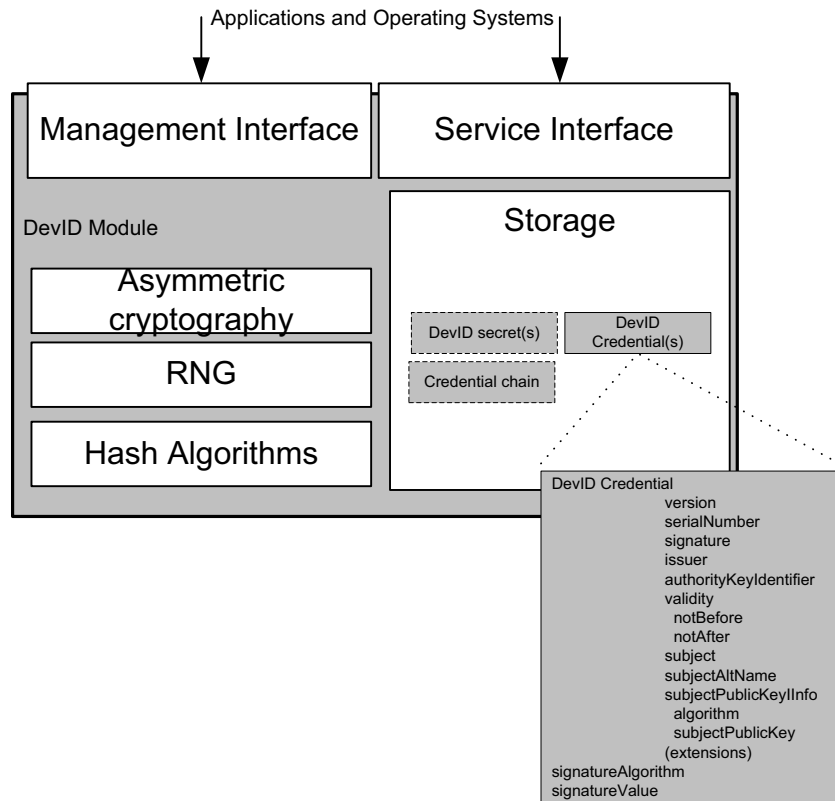 Applications and Operating Systems
Management Interface
Service Interface
DevID Module
Storage
Asymmetric
cryptography
RNG
Hash Algorithms
DevID secret(s)
DevID
Credential(s)
Credential chain
DevID Credential
version
serialNumber
signature
issuer
authorityKeyIdentifier
validity
notBefore
notAfter
subject
subjectAltName
subjectPublicKeyIInfo
algorithm
subjectPublicKey
(extensions)
signatureAlgorithm
signatureValue